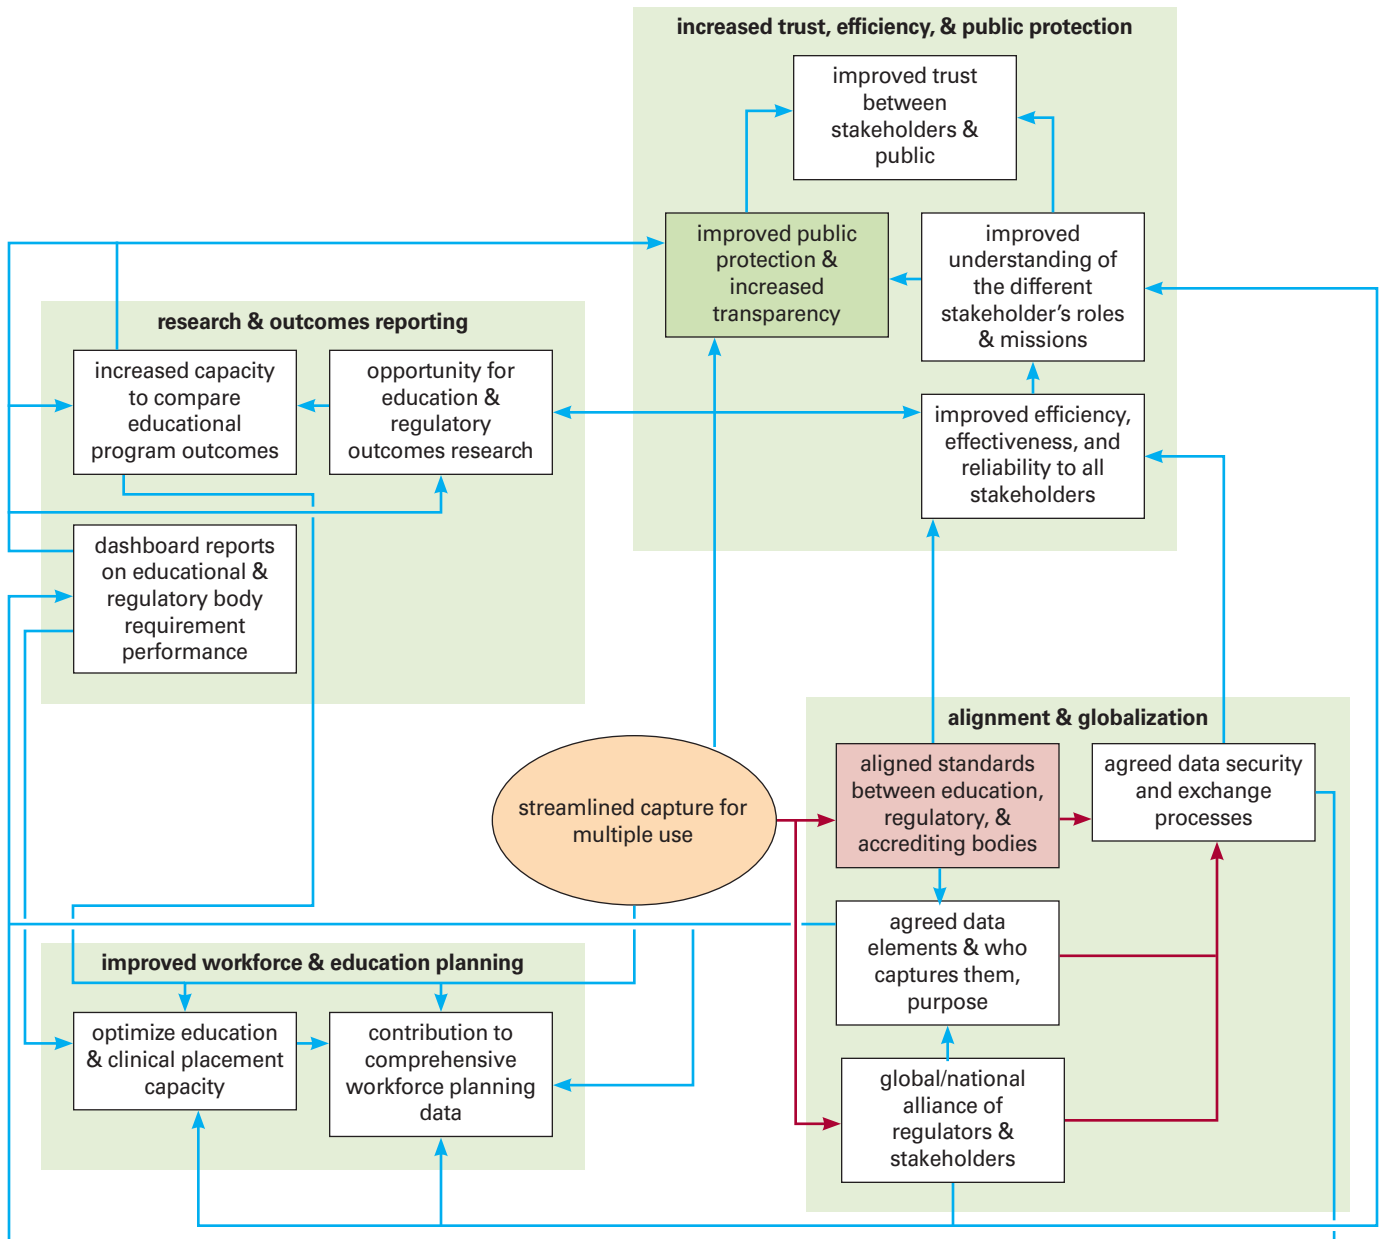 increased trust, efficiency, & public protection
improved trust
between
stakeholders &
public
improved public
protection &
increased
transparency
improved
understanding of
the different
stakeholder’s roles
& missions
improved efficiency,
effectiveness, and
reliability to all
stakeholders
research & outcomes reporting
increased capacity
to compare
educational
program outcomes
opportunity for
education &
regulatory
outcomes research
dashboard reports
on educational &
regulatory body
requirement
performance
streamlined capture for
multiple use
alignment & globalization
aligned standards
between education,
regulatory, &
accrediting bodies
agreed data security
and exchange
processes
agreed data
elements & who
captures them,
purpose
global/national
alliance of
regulators &
stakeholders
improved workforce & education planning
optimize education
& clinical placement
capacity
contribution to
comprehensive
workforce planning
data